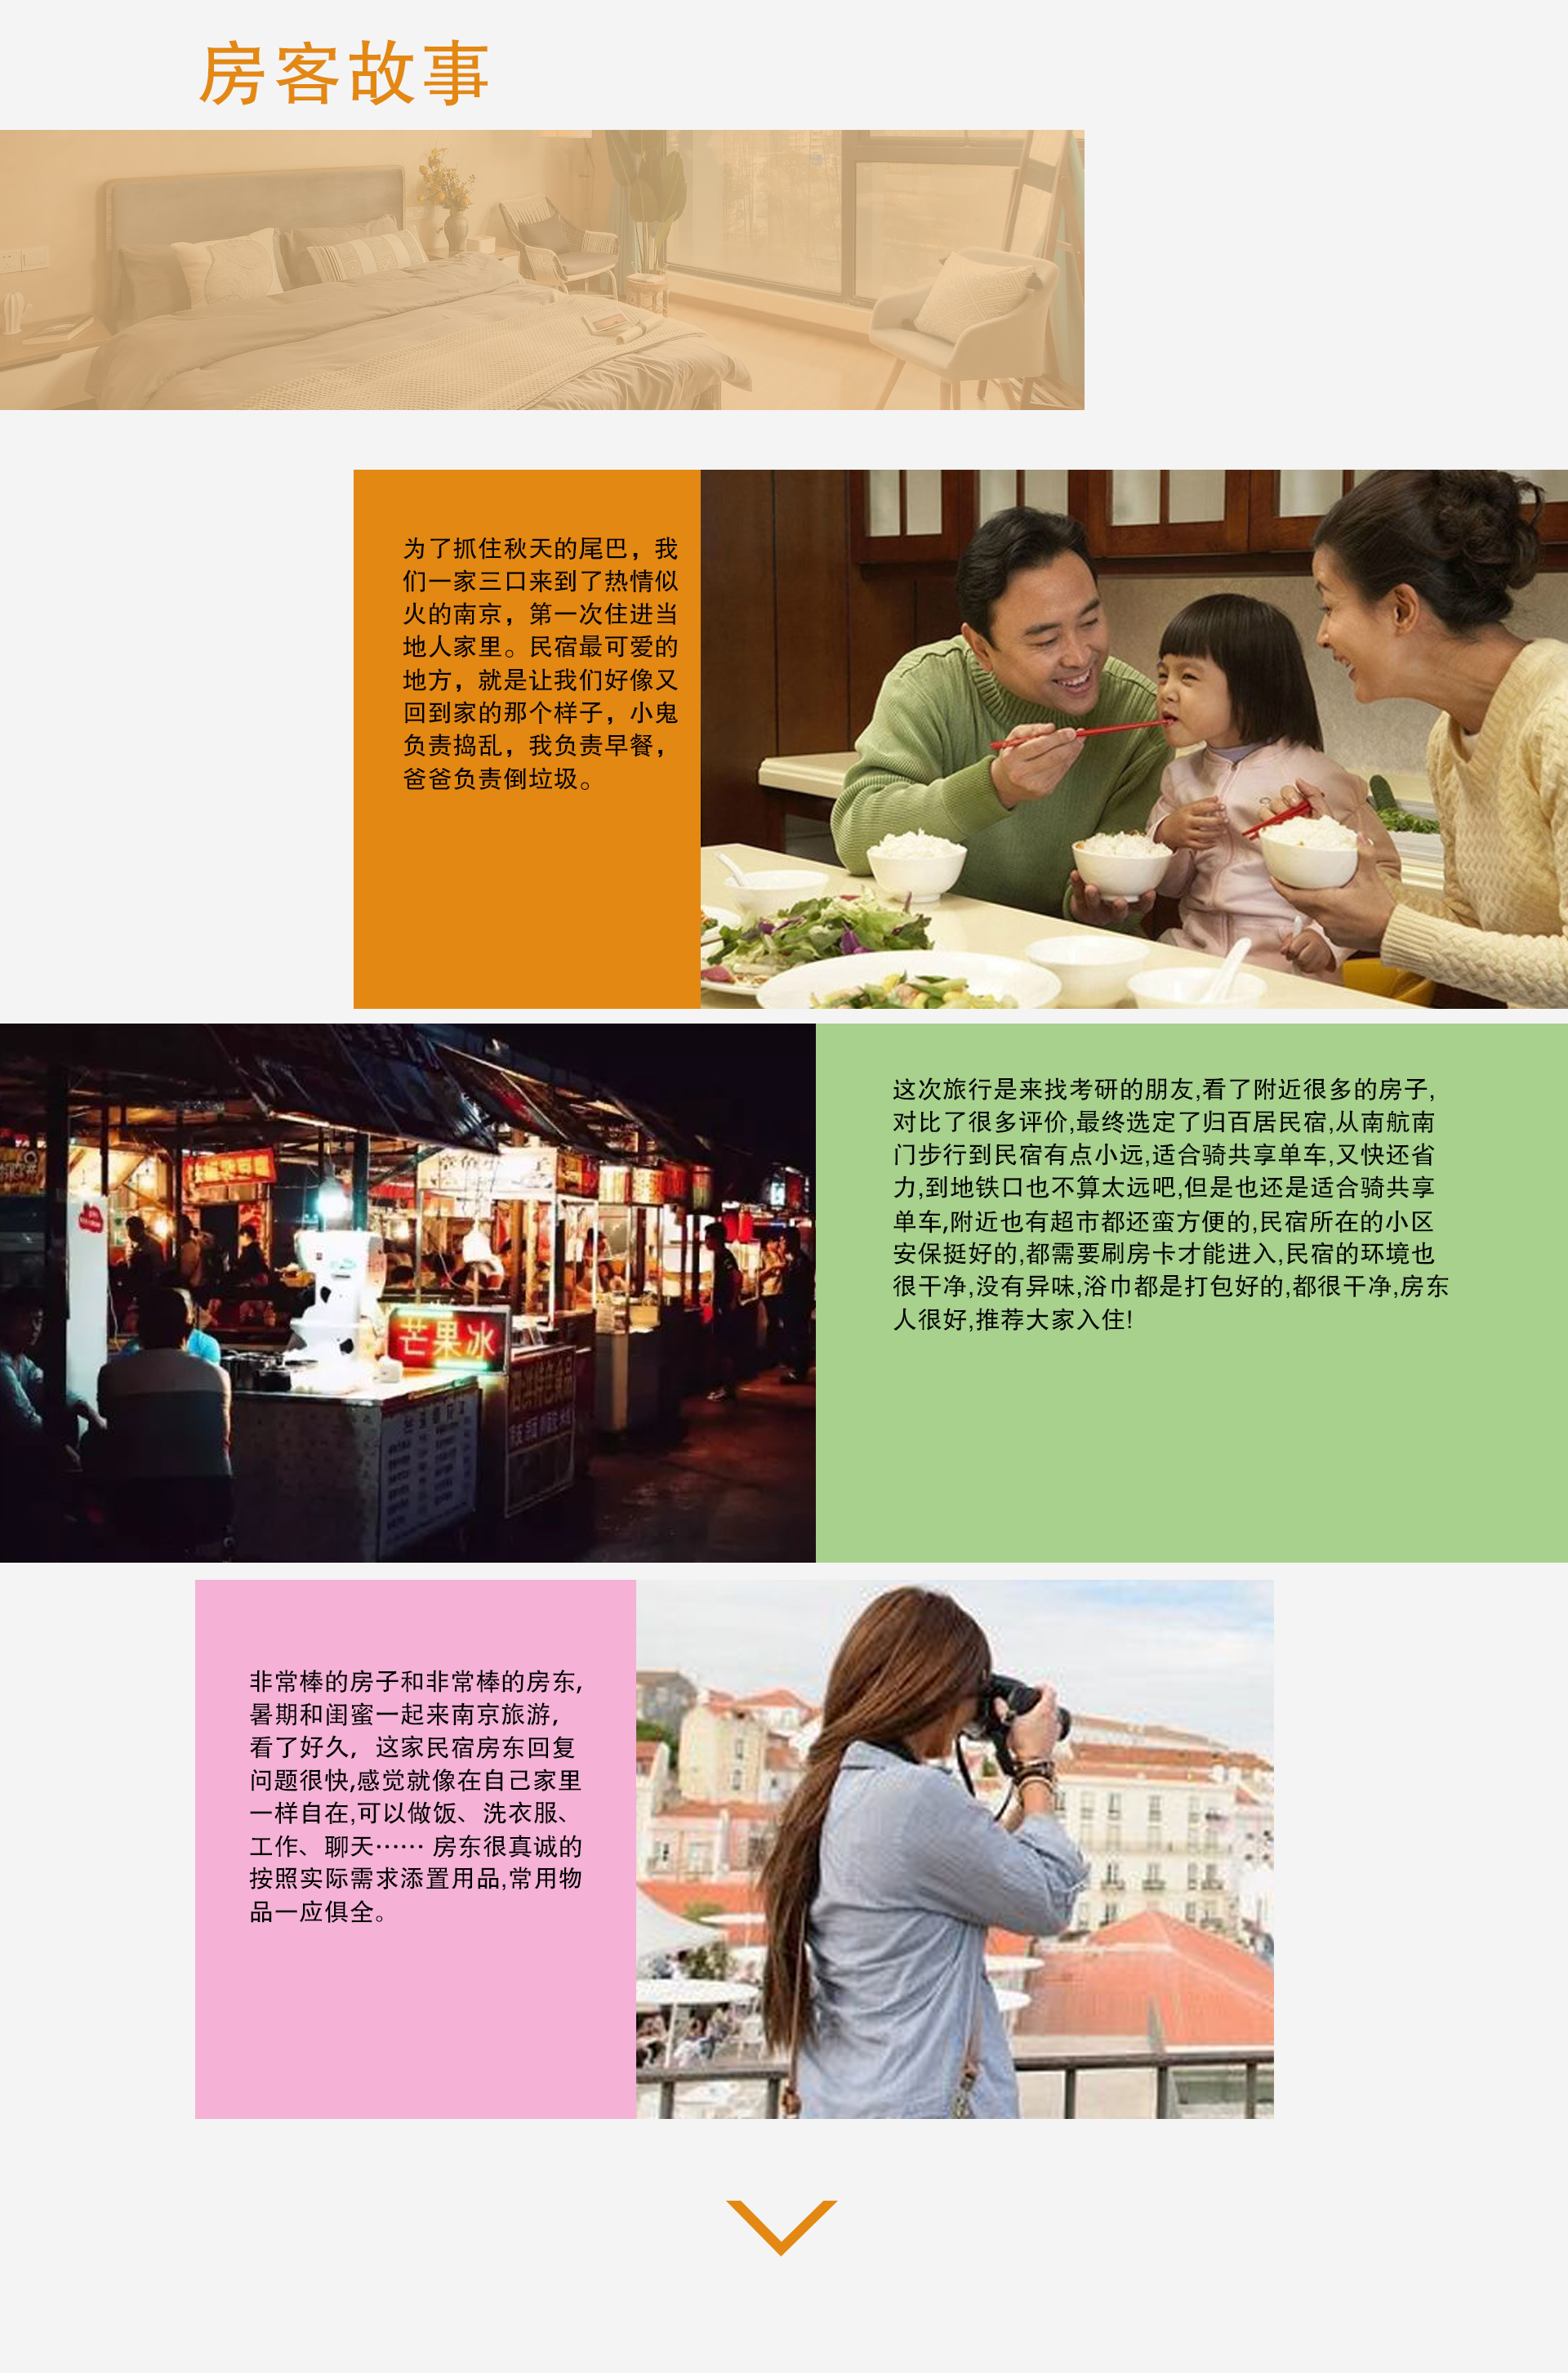 房客故事
为了抓住秋天的尾巴，我
们一家三口来到了热情似
火的南京，第一次住进当
地人家里。民宿最可爱的
地方，就是让我们好像又
回到家的那个样子，小鬼
负责捣乱，我负责早餐，
爸爸负责倒垃圾。
芒果冰
这次旅行是来找考研的朋友,看了附近很多的房子,
对比了很多评价,最终选定了归百居民宿,从南航南
门步行到民宿有点小远,适合骑共享单车,又快还省
力,到地铁口也不算太远吧,但是也还是适合骑共享
单车,附近也有超市都还蛮方便的,民宿所在的小区
安保挺好的,都需要刷房卡才能进入,民宿的环境也
很干净,没有异味,浴巾都是打包好的,都很干净,房东
人很好,推荐大家入住!
非常棒的房子和非常棒的房东,
暑期和闺蜜一起来南京旅游,
看了好久, 这家民宿房东回复
问题很快,感觉就像在自己家里
一样自在,可以做饭、洗衣服、
工作、聊天…… 房东很真诚的
按照实际需求添置用品,常用物
品一应俱全。